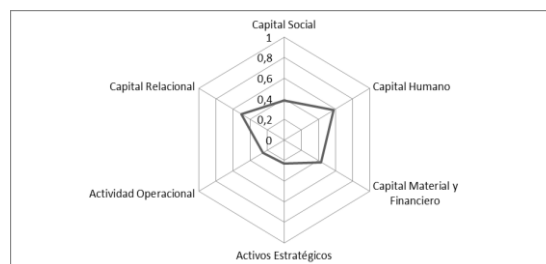 Capital Social
1
0,8
0,6
0,4
0,2
0
Capital Relacional
Capital Humano
Actividad Operacional
Capital Material y
Financiero
Activos Estratégicos